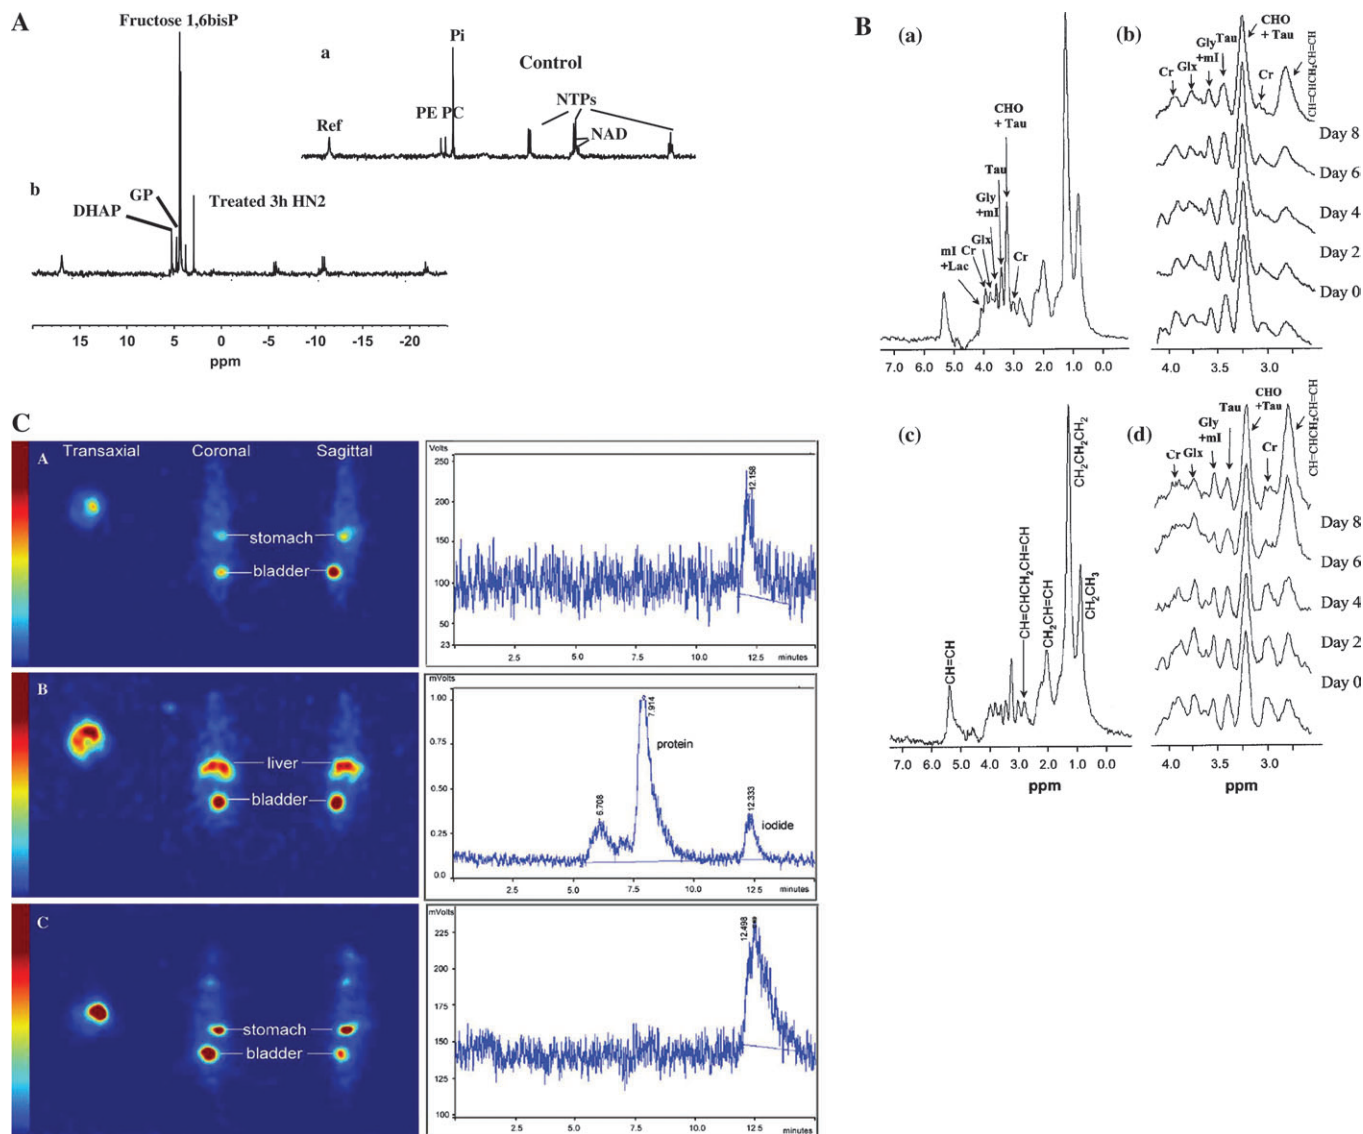 A
Fructose 1,6bisP
a
Pi
Control
Ref
PE PC
NTPs
NAD
b
DHAP
GP
Treated 3h HN2
15 10 5 0 -5 -10 -15 -20
ppm
B
(a)
CHO
+ Tau
Tau
Gly
+mI
Glx
Cr
mI
+Lac
Cr
7.0 6.0 5.0 4.0 3.0 2.0 1.0 0.0
(b)
Cr
Glx
Gly
+mI
Tau
CHO
+ Tau
Cr
CH=CHCH₂CH=CH
Day 8
Day 6
Day 4
Day 2
Day 0
4.0 3.5 3.0
(c)
CH=CH
CH=CHCH₂CH=CH
CH₂CH=CH
CH₂CH₂CH₂
CH₂CH₃
7.0 6.0 5.0 4.0 3.0 2.0 1.0 0.0
ppm
(d)
Cr
Glx
Gly
+mI
Tau
CHO
+Tau
Cr
CH=CHCH₂CH=CH
Day 8
Day 6
Day 4
Day 2
Day 0
4.0 3.5 3.0
ppm
C
A
Transaxial Coronal Sagittal
stomach
bladder
Volts
250
200
150
100
50
23
12.158
2.5 5.0 7.5 10.0 12.5 minutes
B
liver
bladder
mVolts
1.00
0.75
0.50
0.25
0.0
6.708
7.914
protein
12.333
iodide
2.5 5.0 7.5 10.0 12.5 minutes
C
stomach
bladder
mVolts
225
200
175
150
125
100
12.498
2.5 5.0 7.5 10.0 12.5 minutes